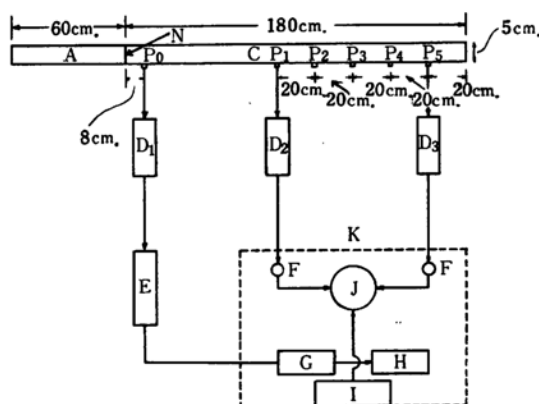 60cm. 180cm.
N 5cm.
A P₀ C P₁ P₂ P₃ P₄ P₅
20cm. 20cm. 20cm.
8cm. 20cm. 20cm.
D₁ D₂ D₃
K
E F J F
G H
I